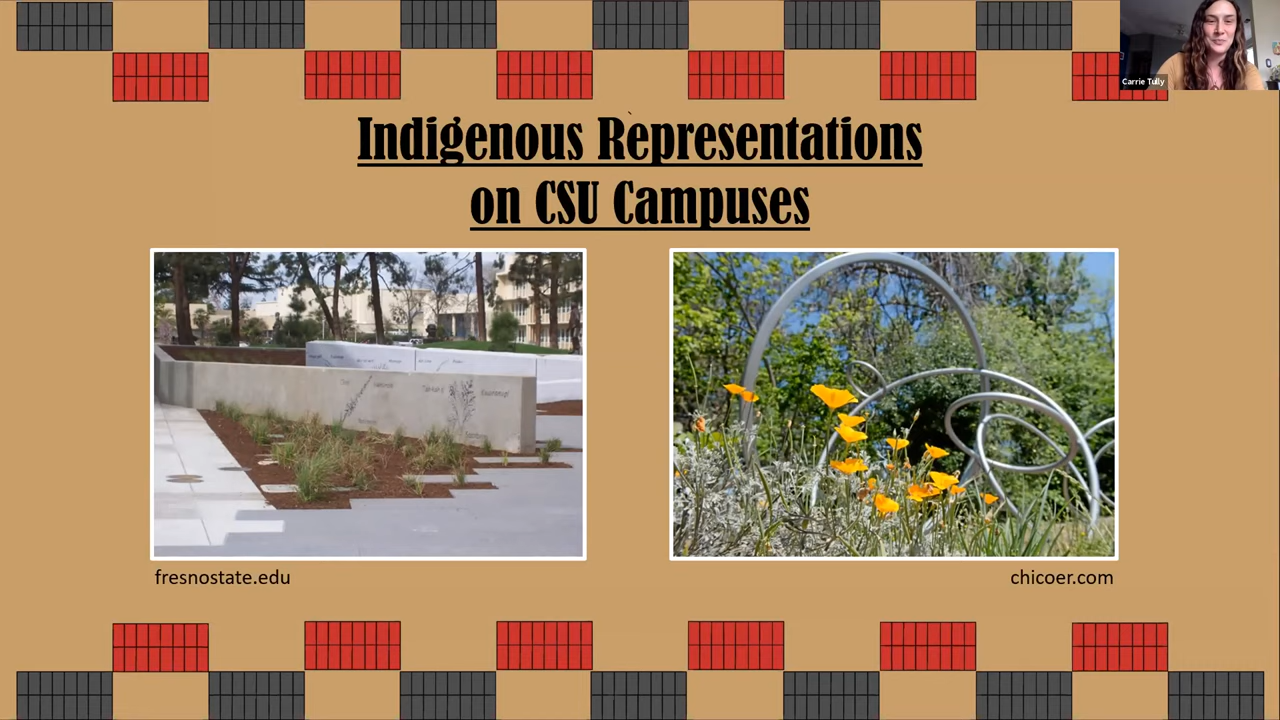 Carrie Tully
Indigenous Representations
on CSU Campuses
fresnostate.edu
chicoer.com